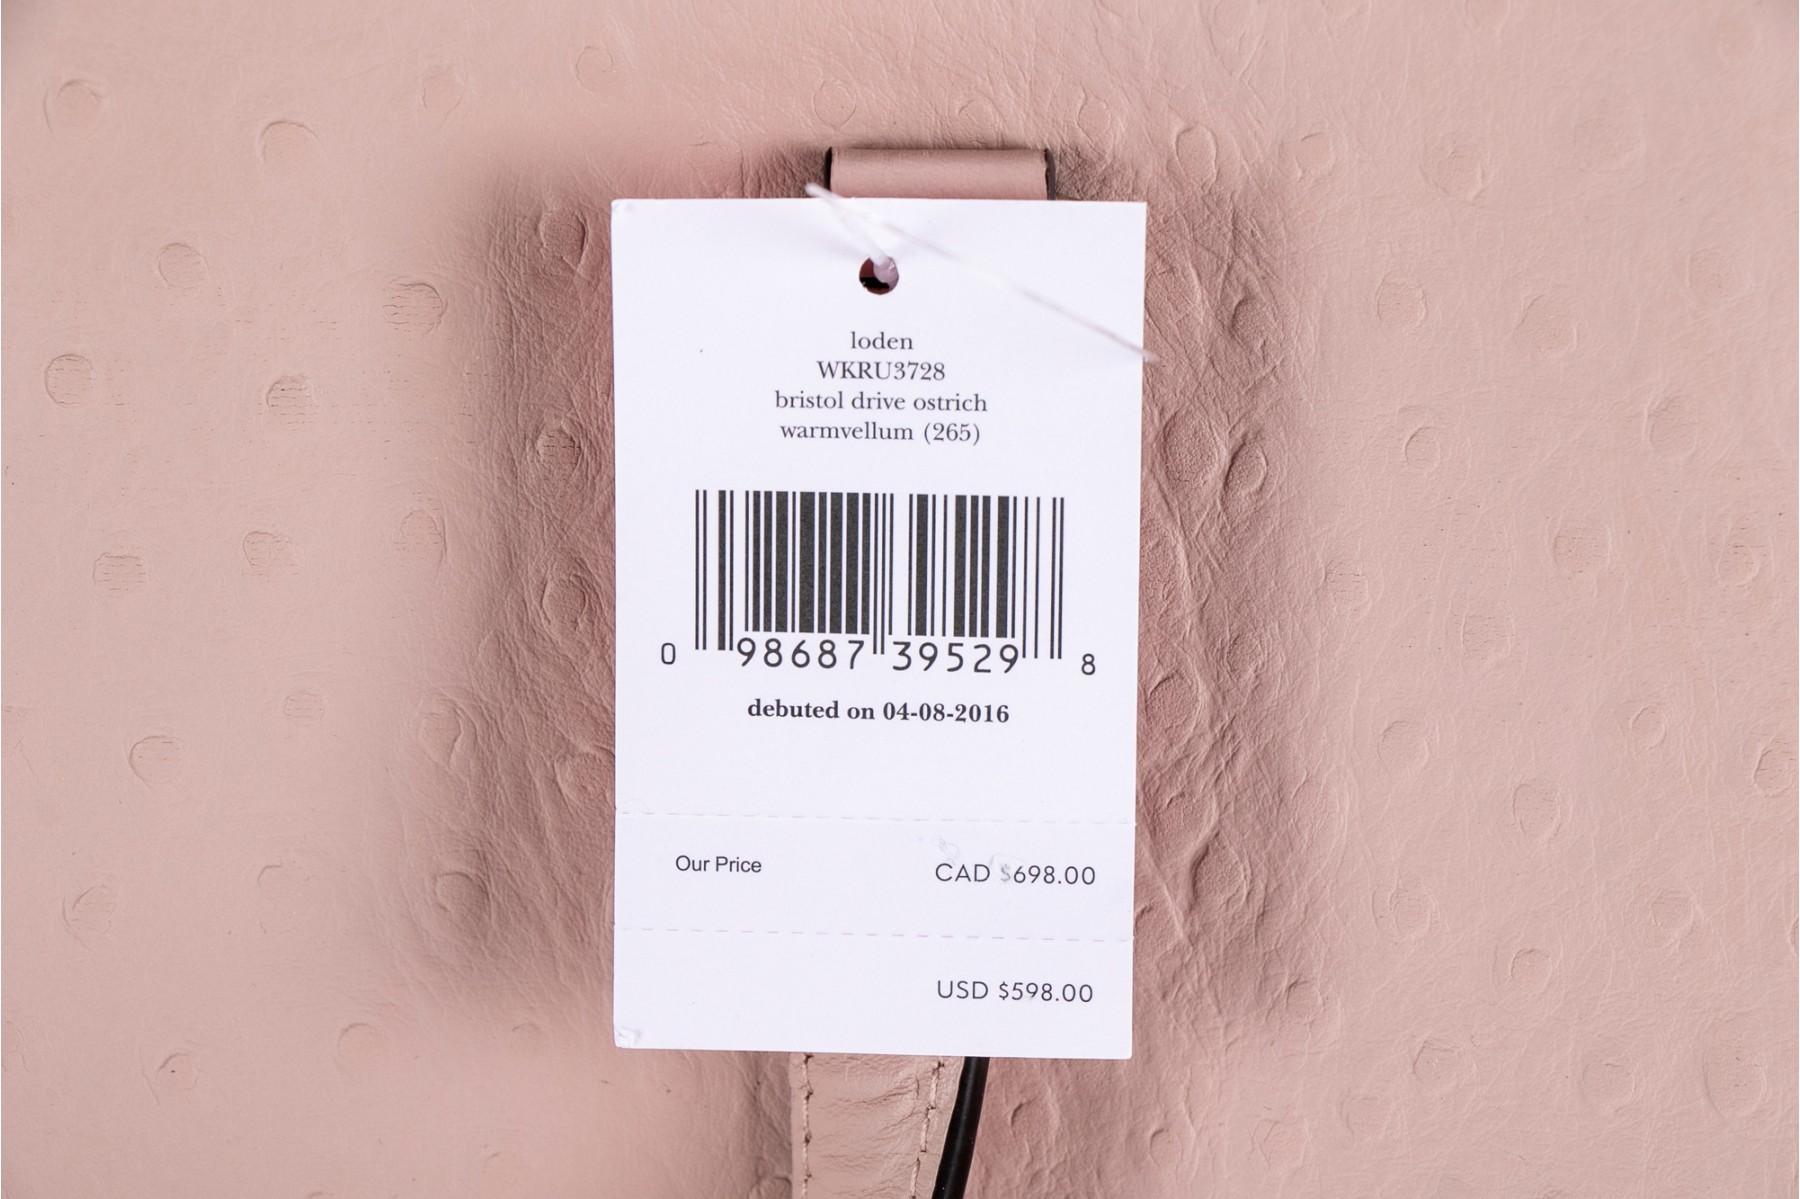 loden
WKRU3728
bristol drive ostrich
warmvellum (265)
0 98687 39529 8
debuted on 04-08-2016
Our Price CAD $698.00
USD $598.00